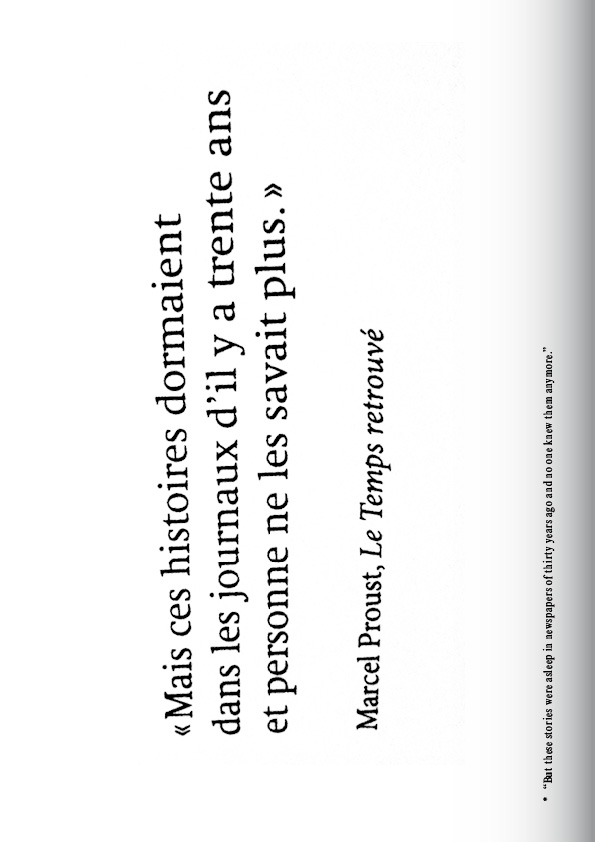 «Mais ces histoires dormaient
dans les journaux d’il y a trente ans
et personne ne les savait plus.»
Marcel Proust, Le Temps retrouvé
* “But these stories were asleep in newspapers of thirty years ago and no one knew them anymore.”